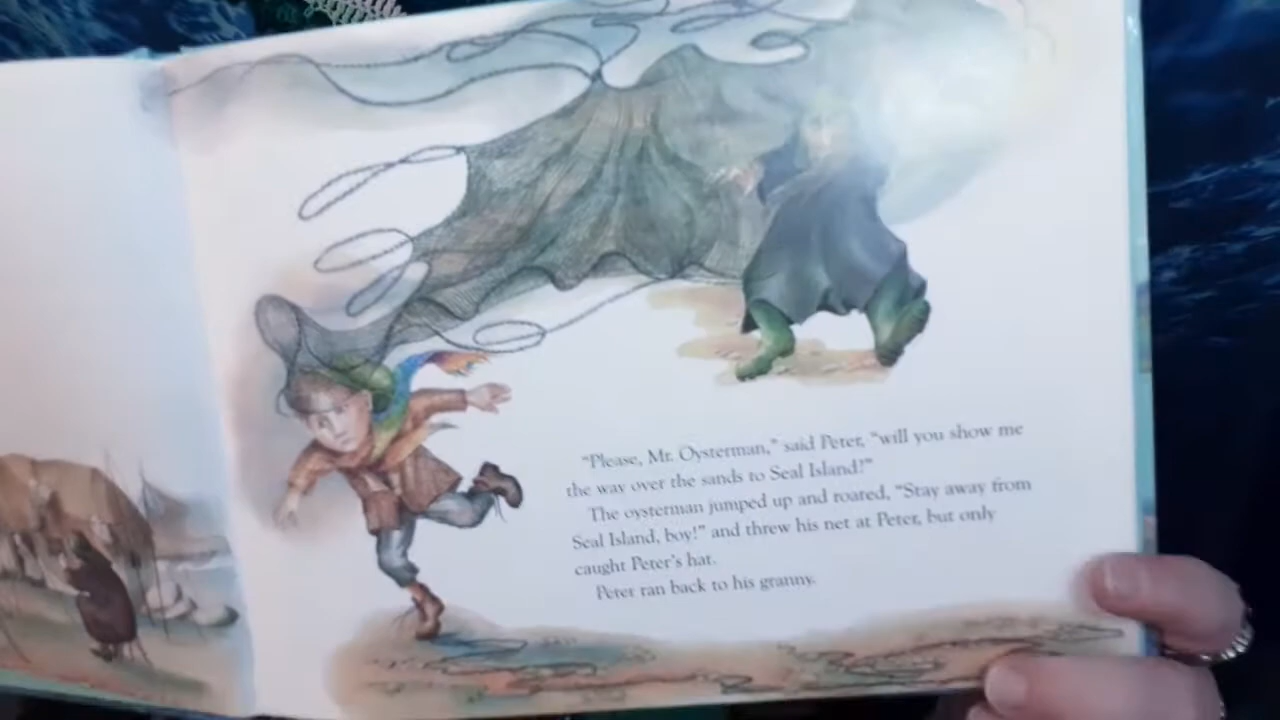 "Please, Mr. Oysterman," said Peter, "will you show me
the way over the sands to Seal Island?"
The oysterman jumped up and roared, "Stay away from
Seal Island, boy!" and threw his net at Peter, but only
caught Peter's hat.
Peter ran back to his granny.